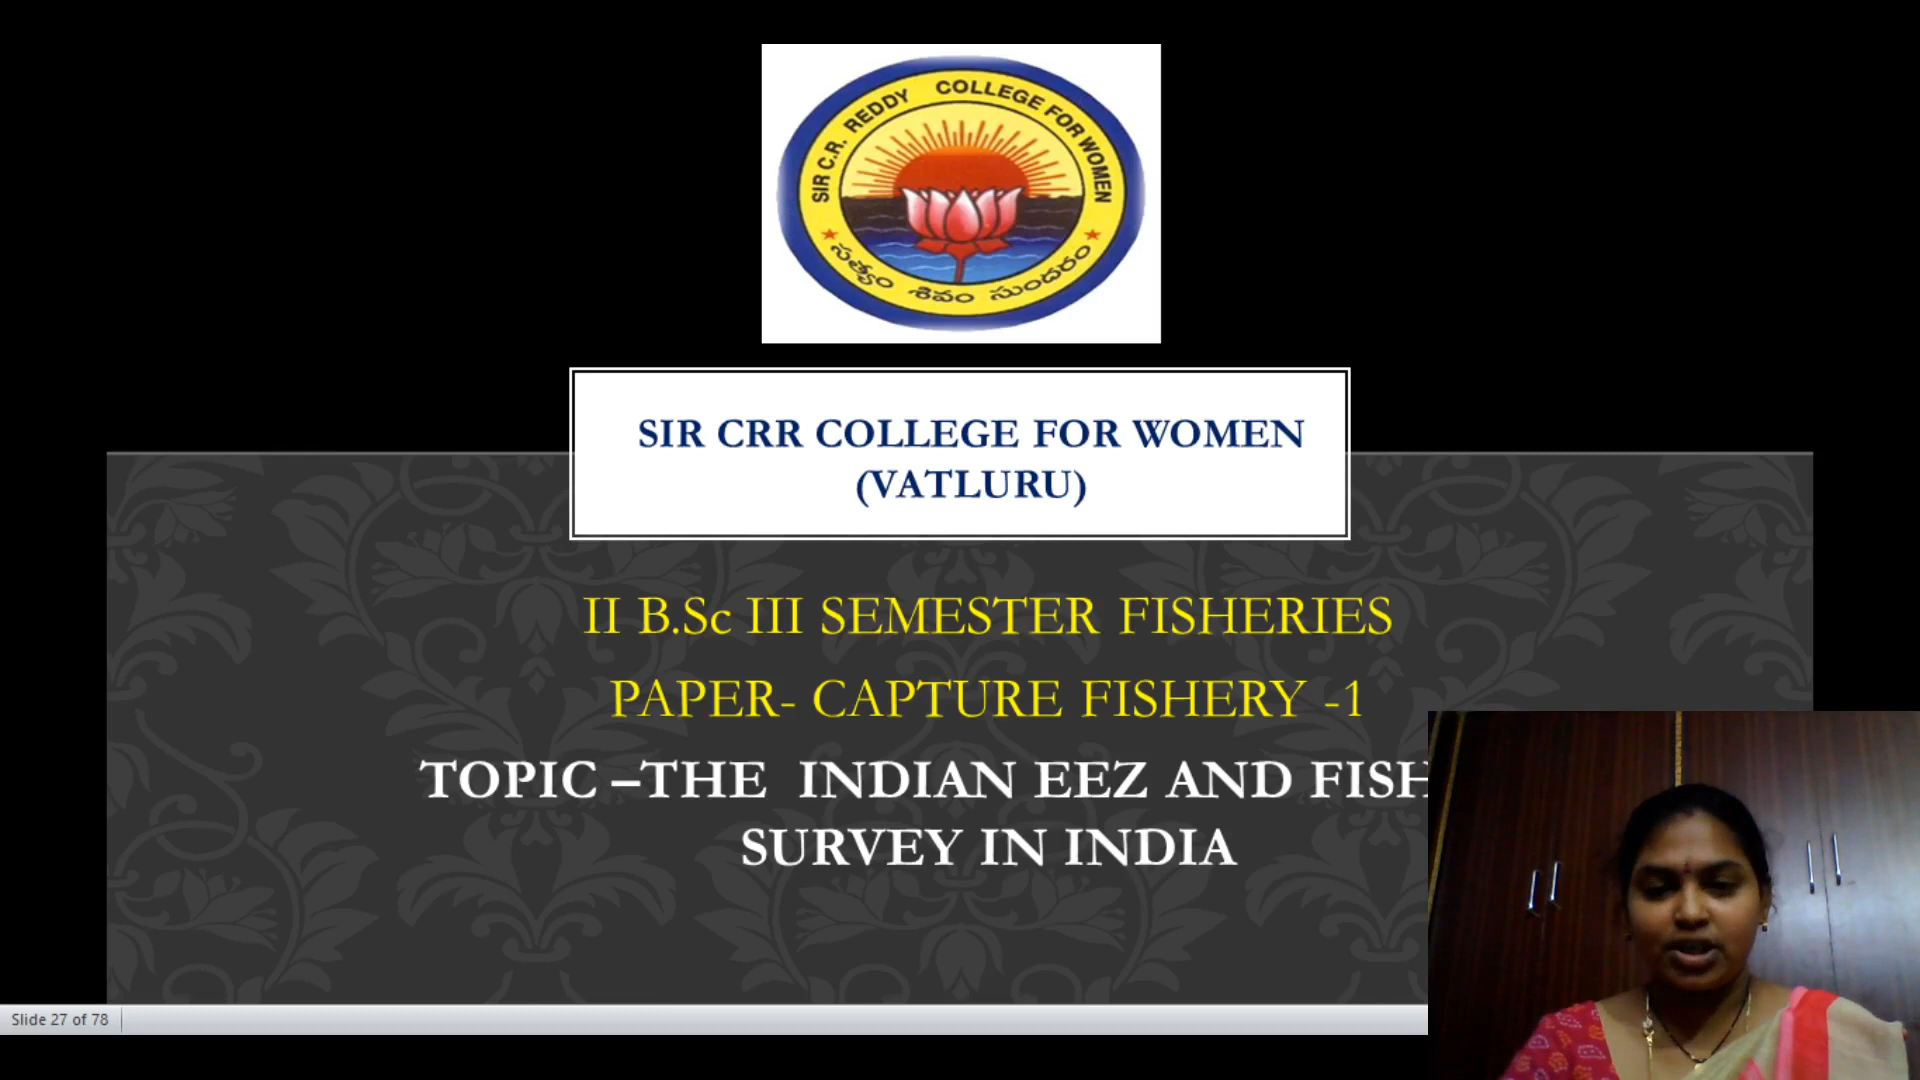 SIR C.R. REDDY COLLEGE FOR WOMEN
★ సత్యం శివం సుందరం ★
SIR CRR COLLEGE FOR WOMEN
(VATLURU)
II B.Sc III SEMESTER FISHERIES
PAPER- CAPTURE FISHERY -1
TOPIC –THE INDIAN EEZ AND FISH
SURVEY IN INDIA
Slide 27 of 78